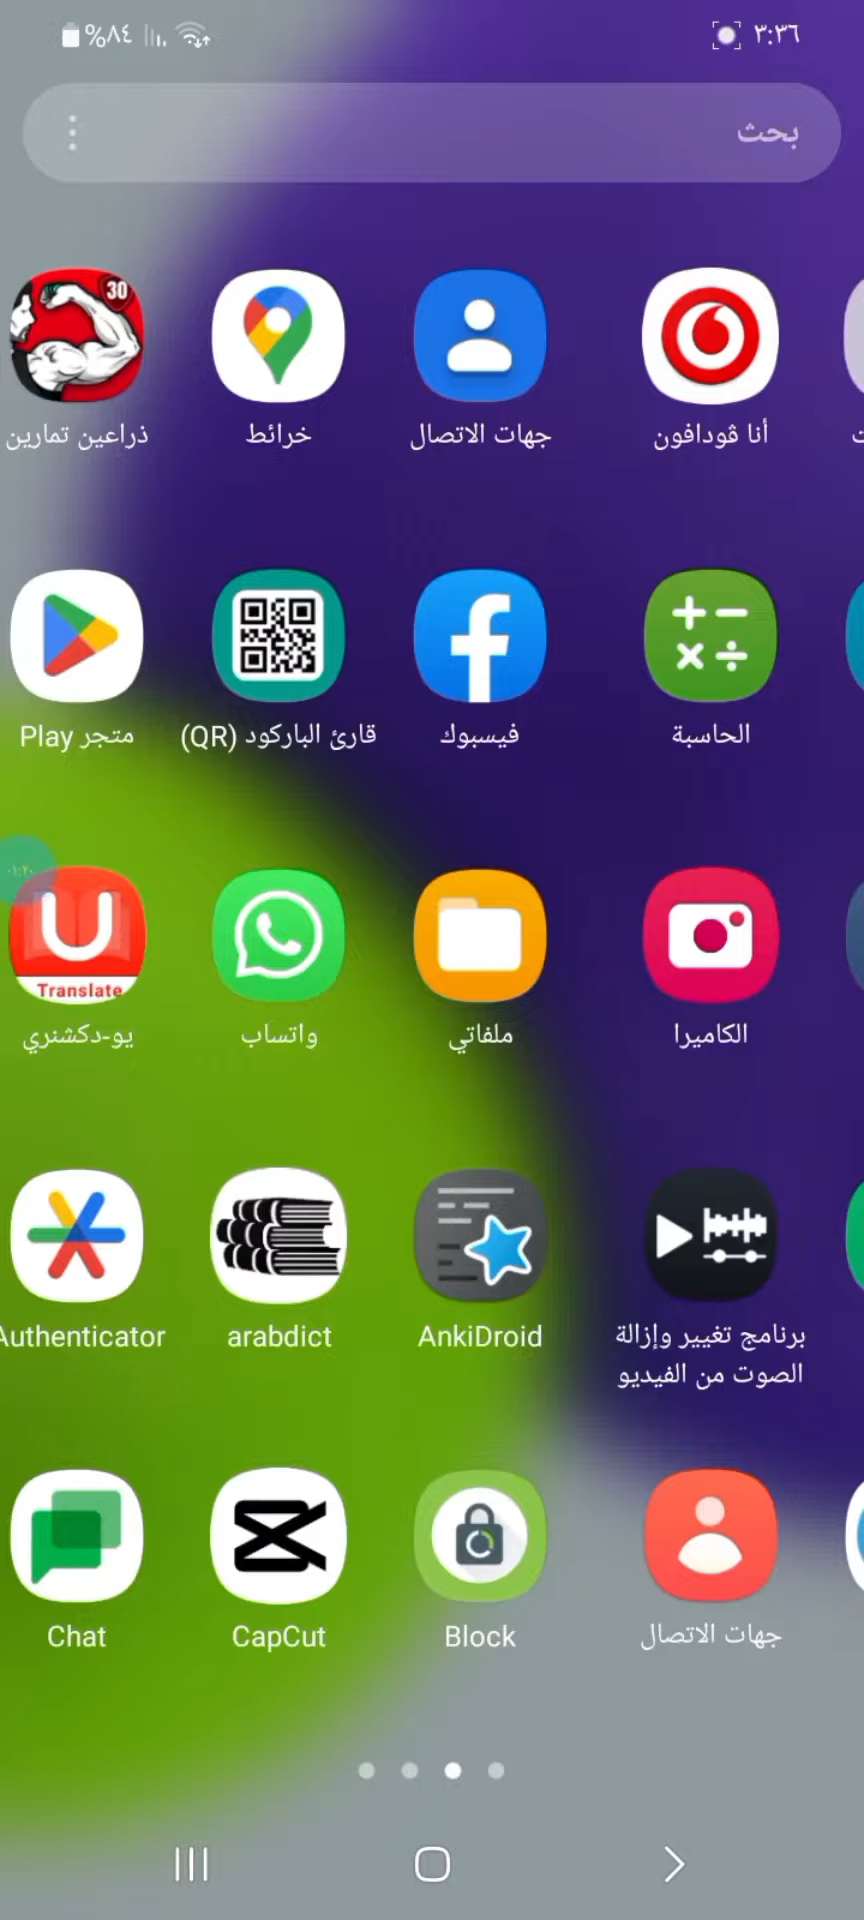 ٣:٣٦
%٨٤
بحث
أنا ڤودافون
جهات الاتصال
خرائط
ذراعين تمارين
30
الحاسبة
فيسبوك
قارئ الباركود (QR)
متجر Play
٠١:٢٠
الكاميرا
ملفاتي
واتساب
U
Translate
يو-دكشنري
برنامج تغيير وإزالة
الصوت من الفيديو
AnkiDroid
arabdict
Authenticator
جهات الاتصال
Block
CapCut
Chat